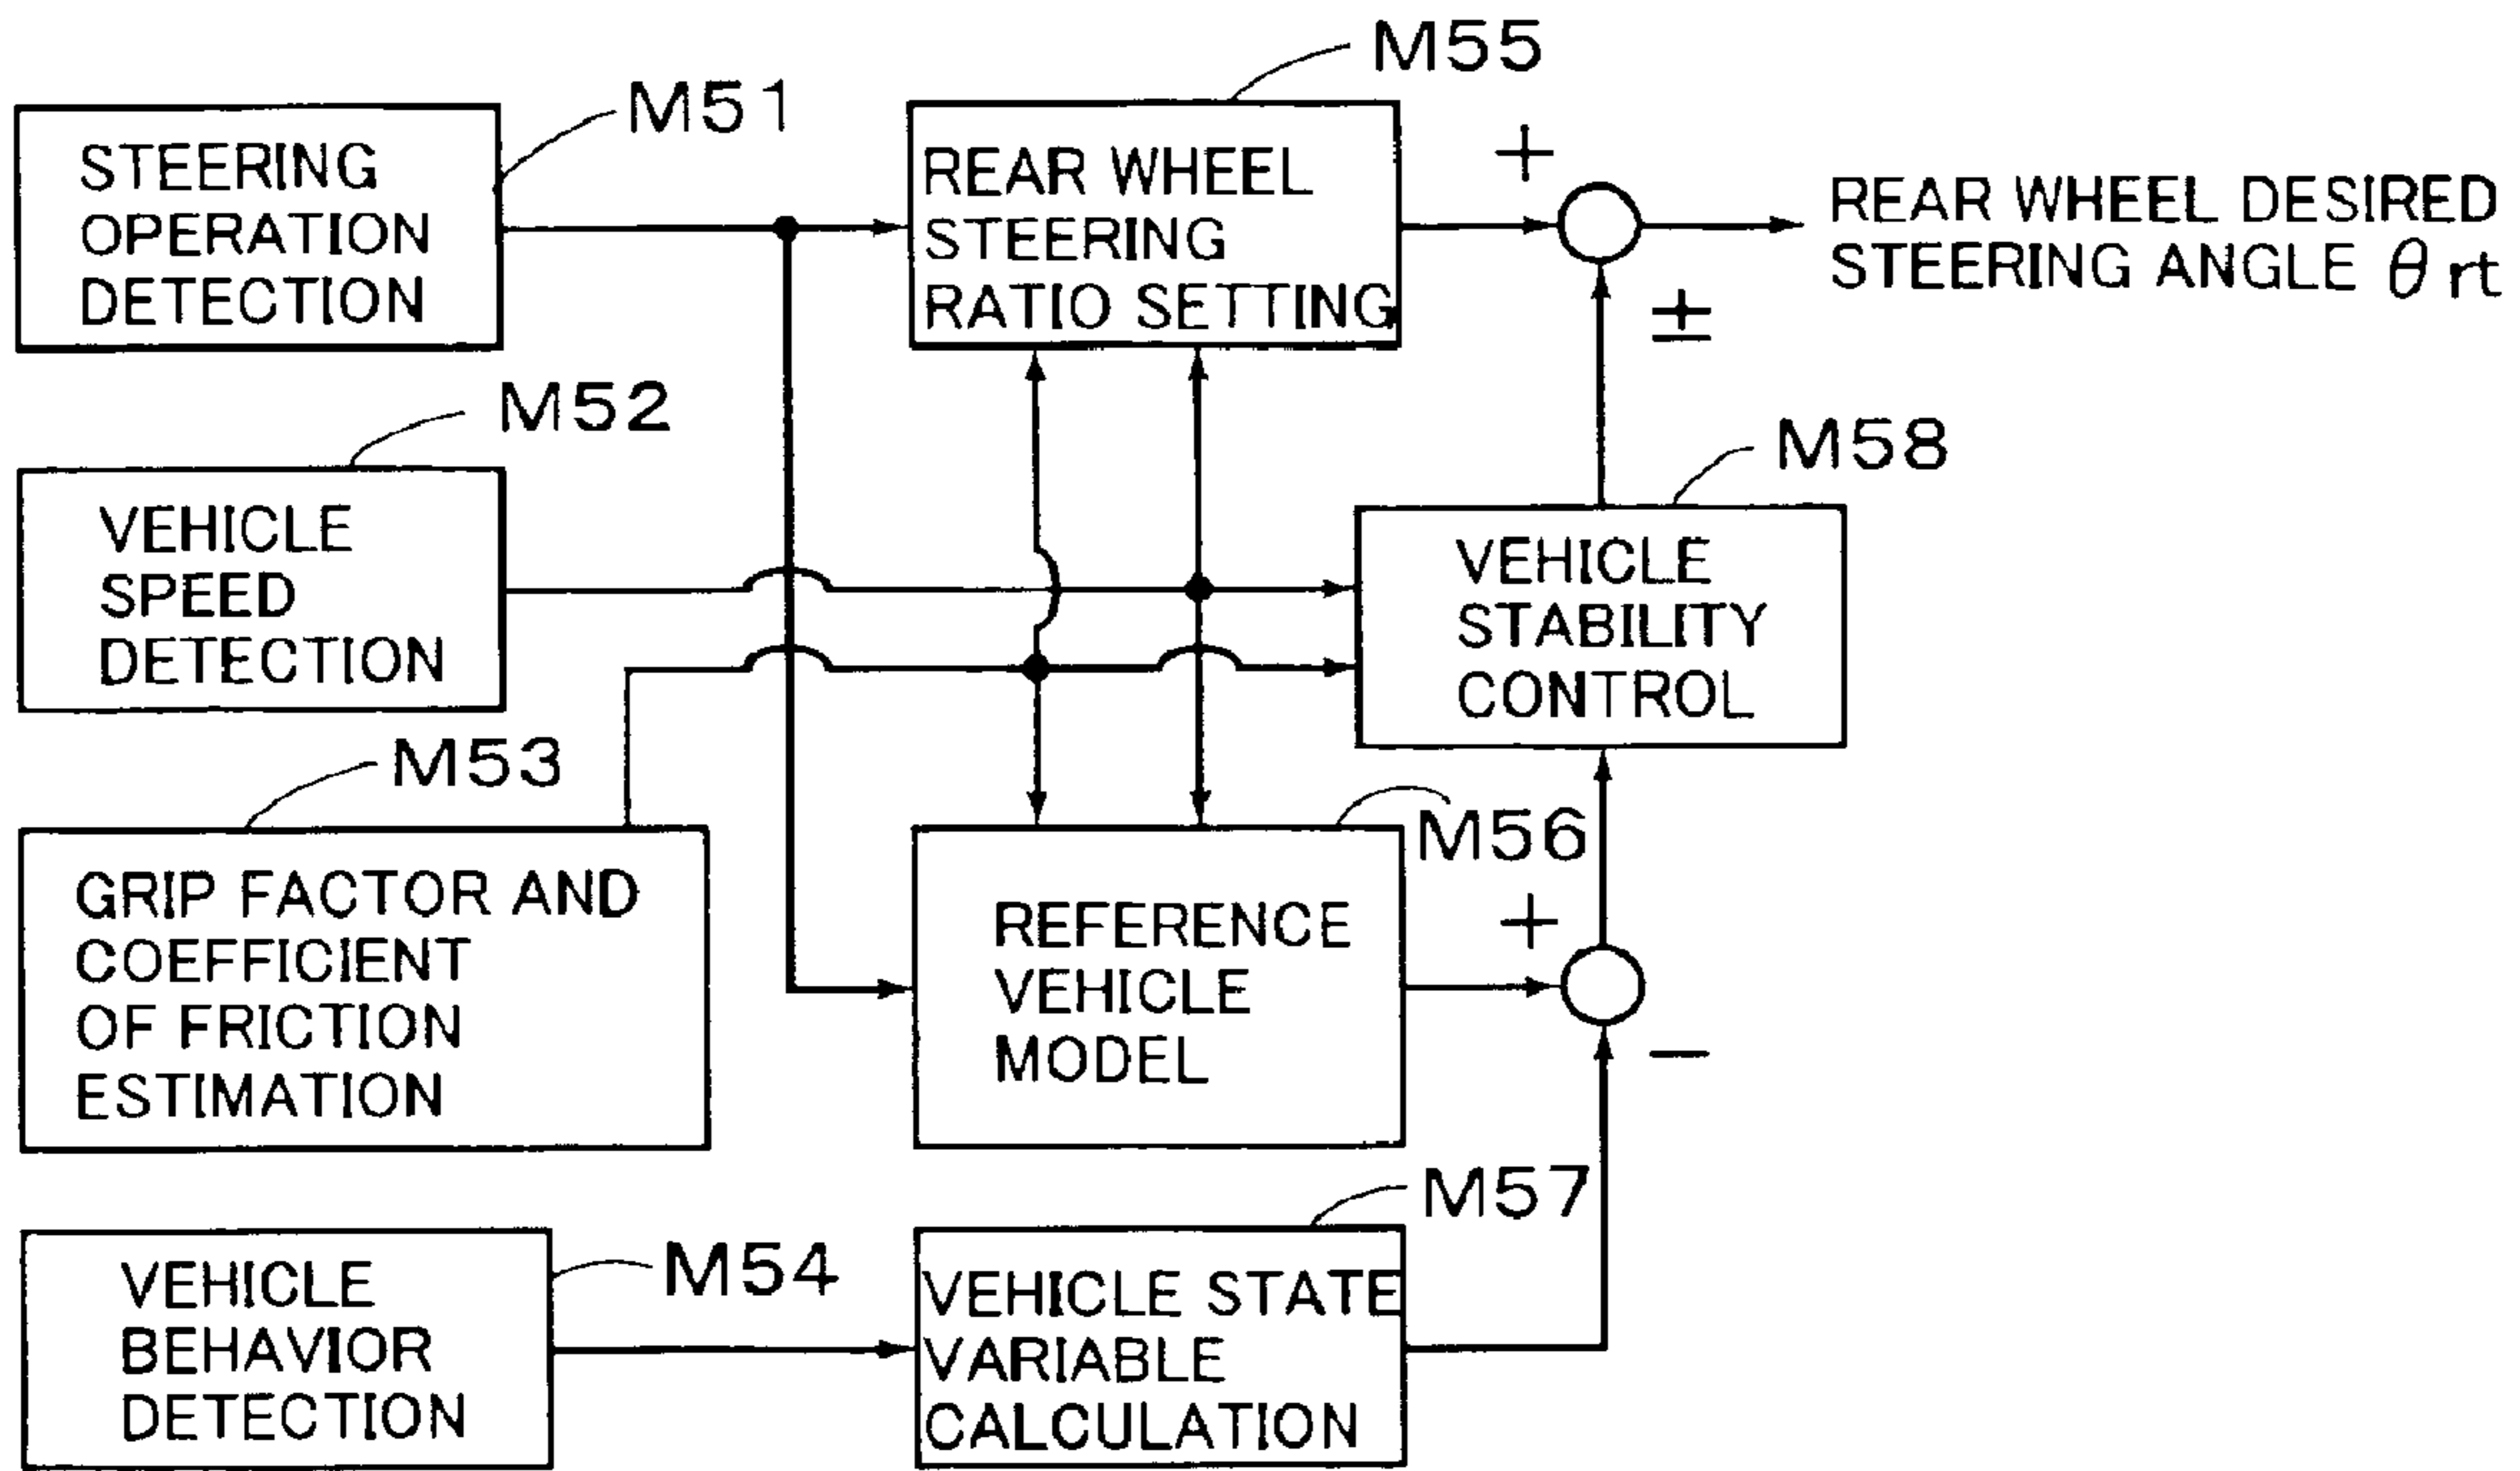 M55
M51
STEERING
OPERATION
DETECTION
REAR WHEEL
STEERING
RATIO SETTING
+
±
REAR WHEEL DESIRED
STEERING ANGLE θrt
M52
VEHICLE
SPEED
DETECTION
M58
VEHICLE
STABILITY
CONTROL
M53
GRIP FACTOR AND
COEFFICIENT
OF FRICTION
ESTIMATION
M56
REFERENCE
VEHICLE
MODEL
+
−
M54
VEHICLE
BEHAVIOR
DETECTION
M57
VEHICLE STATE
VARIABLE
CALCULATION